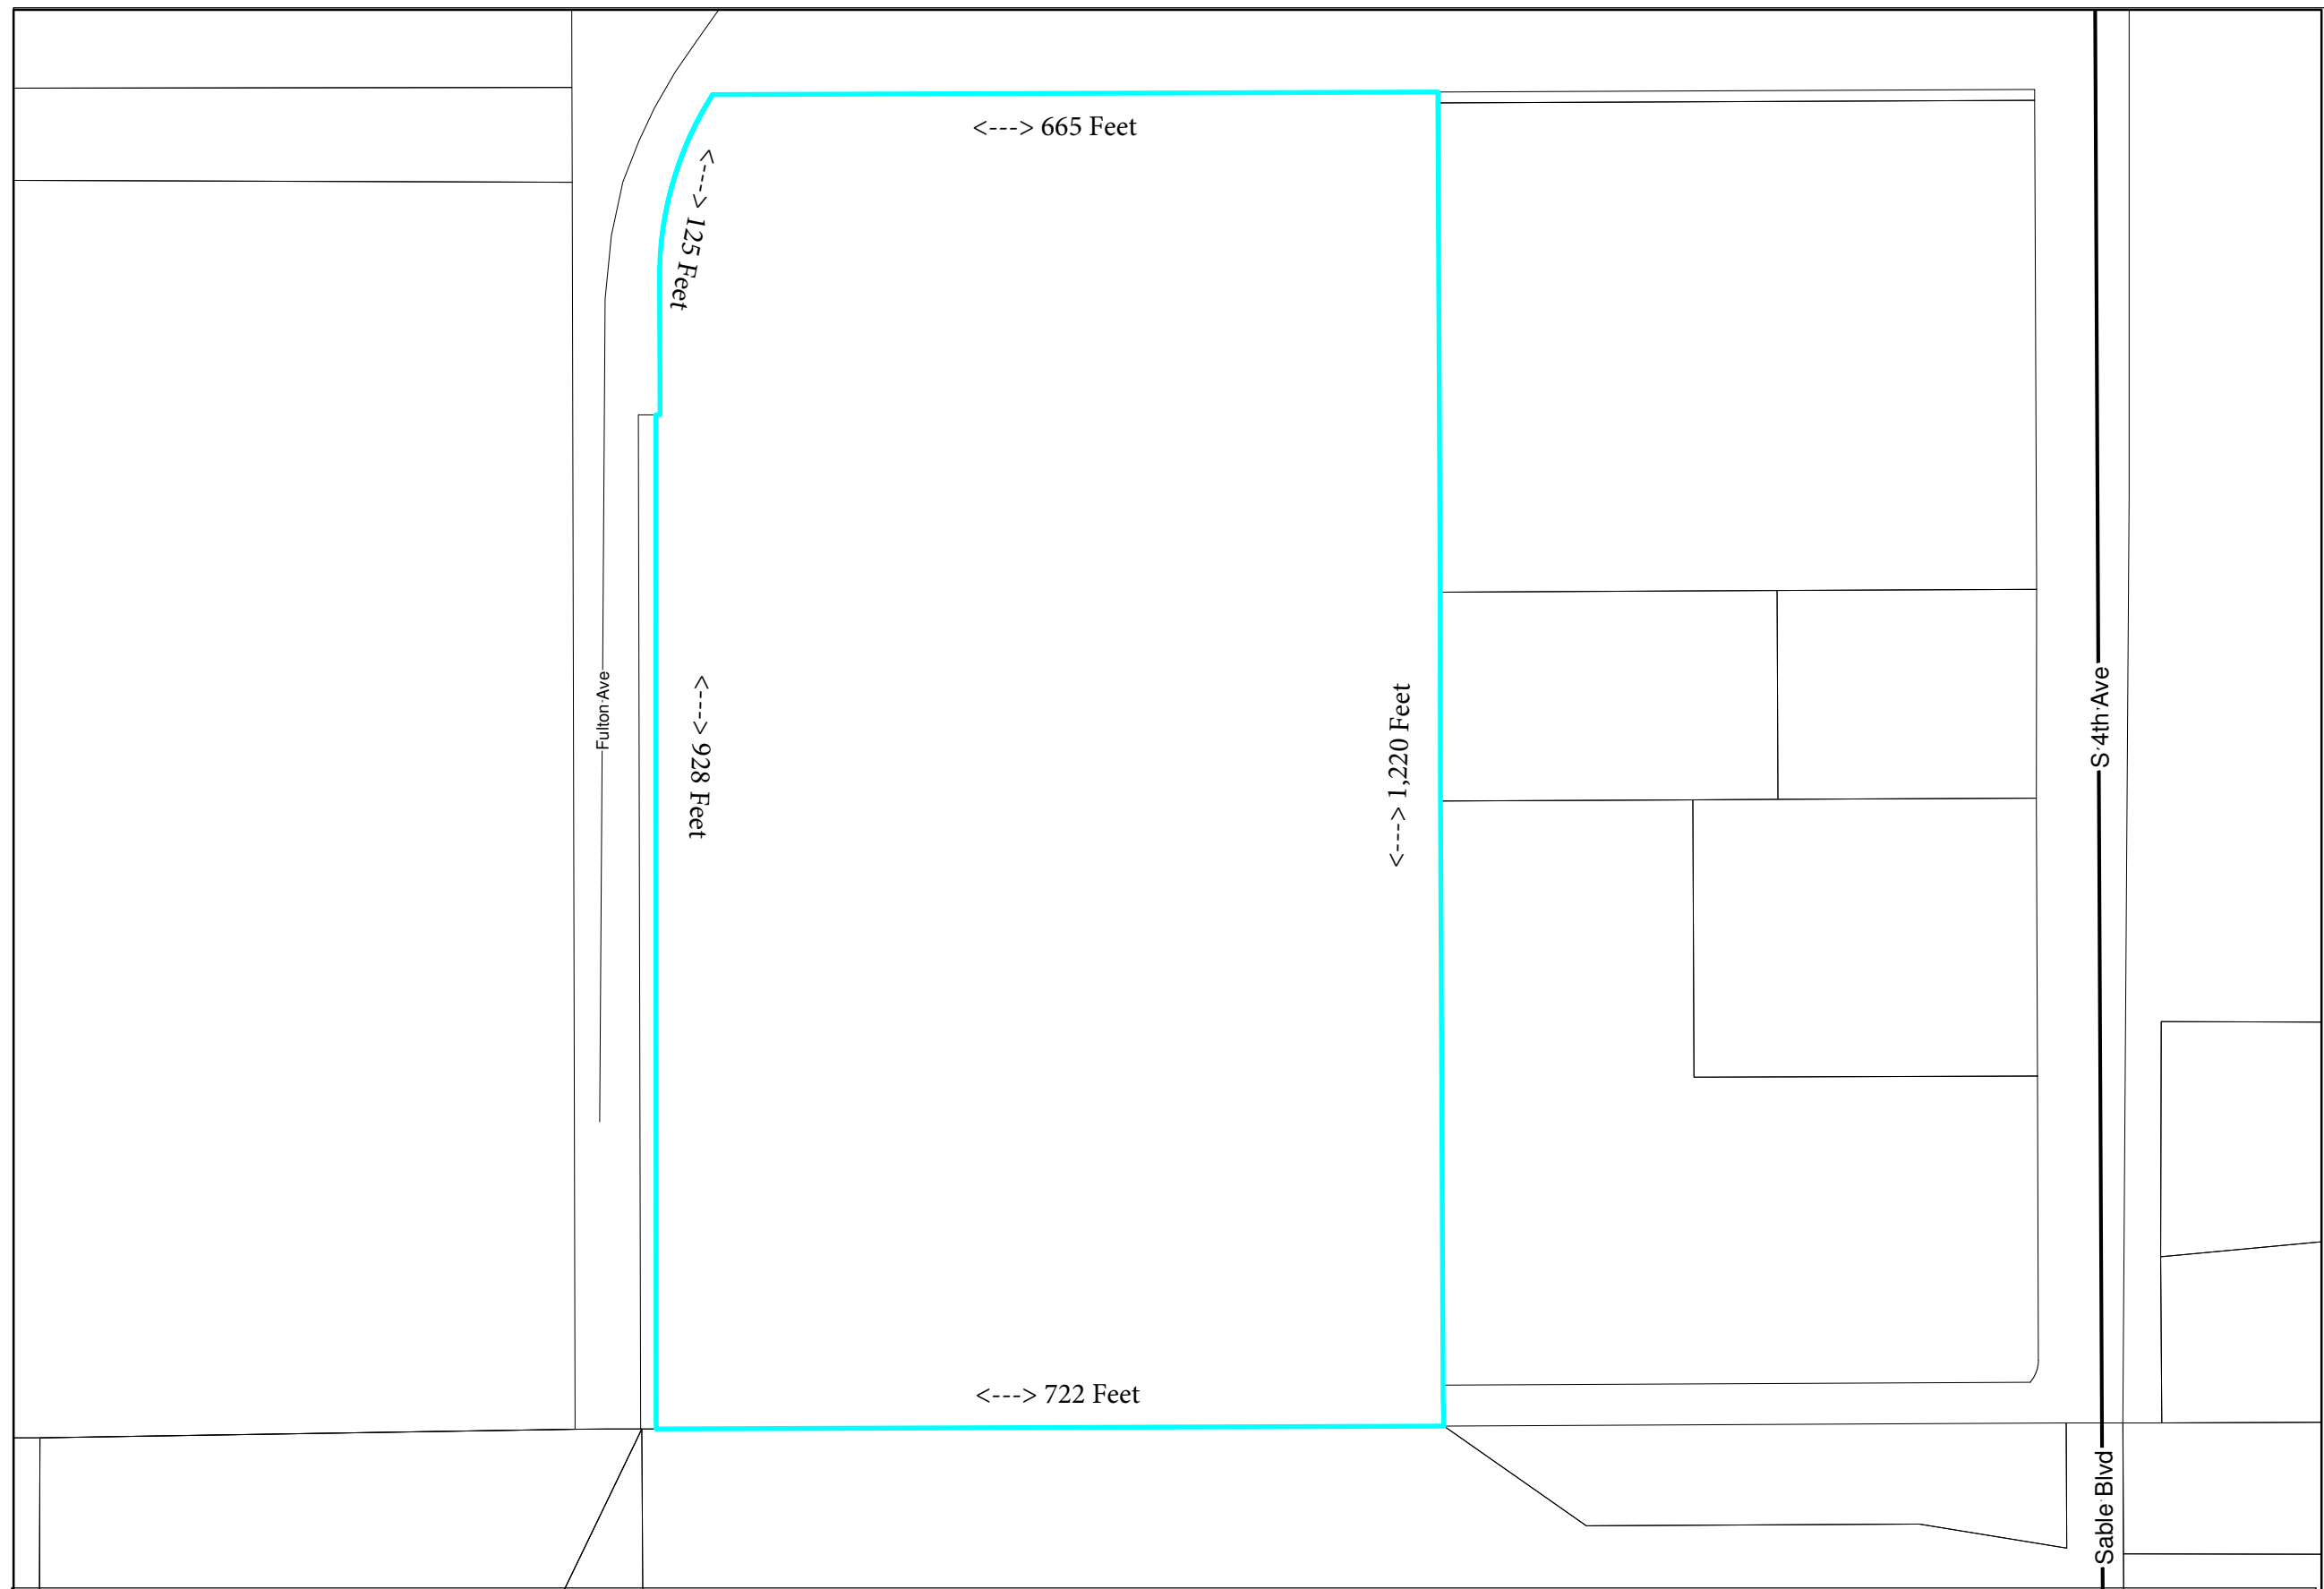 <---> 665 Feet
<---> 125 Feet
Fulton Ave
<---> 928 Feet
<---> 1,220 Feet
S 4th Ave
<---> 722 Feet
Sable Blvd